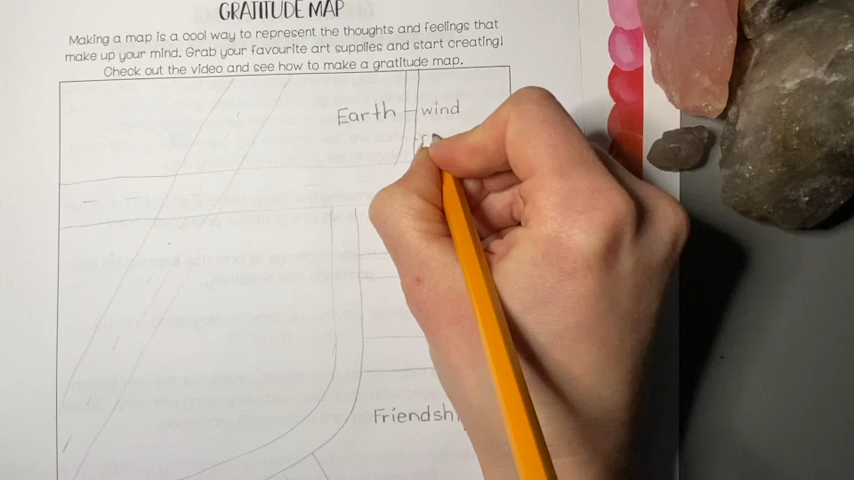 GRATITUDE MAP
Making a map is a cool way to represent the thoughts and feelings that
make up your mind. Grab your favourite art supplies and start creating!
Check out the video and see how to make a gratitude map.
Earth - wind
- r
Friendsh